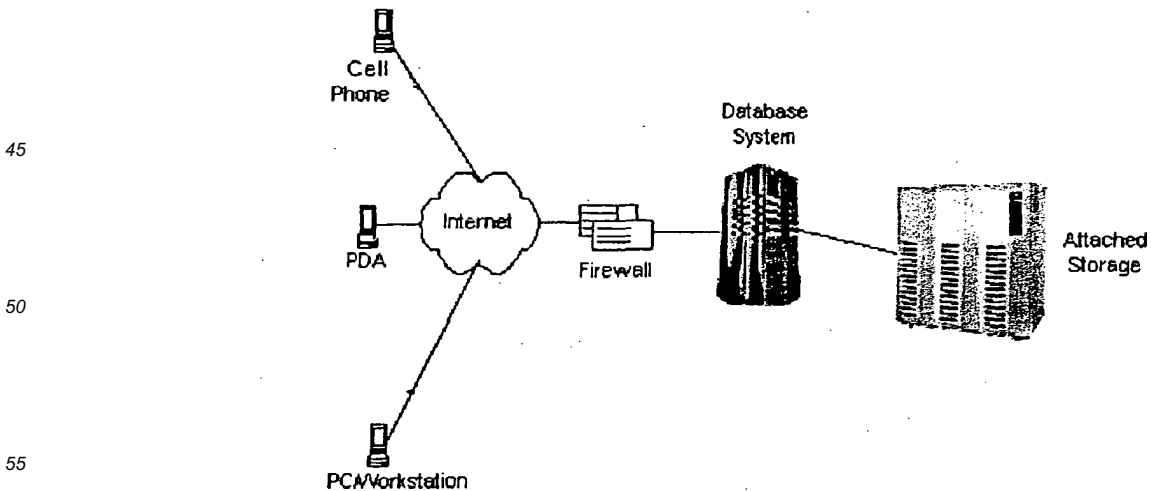 Cell
Phone
45
Database
System
Internet
PDA
Firewall
Attached
Storage
50
55
PC/Workstation